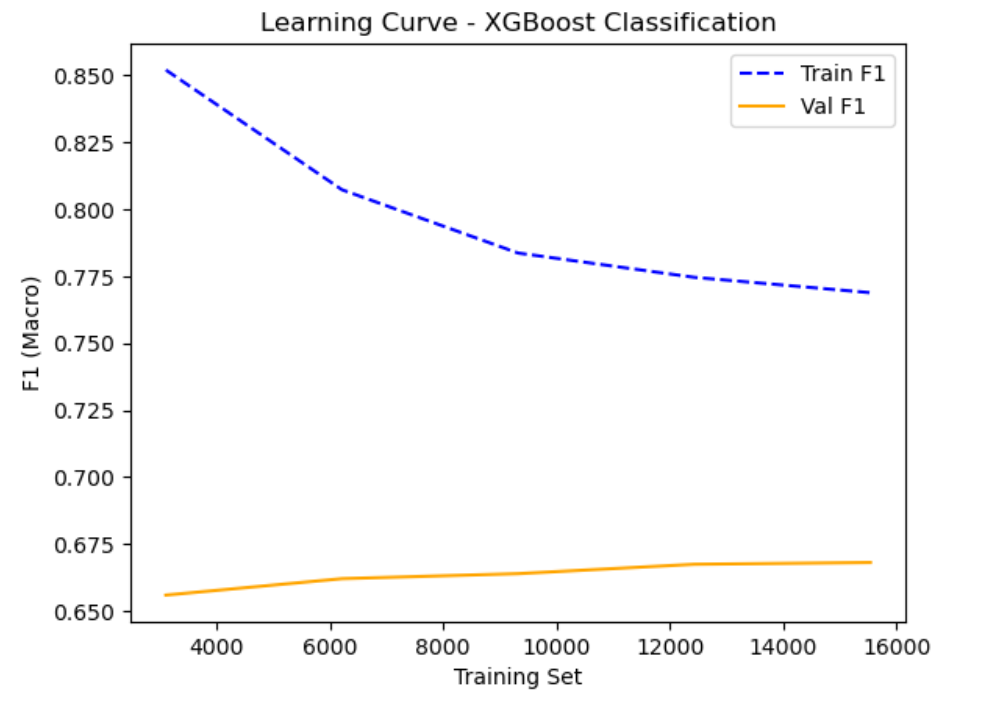 Learning Curve - XGBoost Classification
Train F1
Val F1
F1 (Macro)
0.850
0.825
0.800
0.775
0.750
0.725
0.700
0.675
0.650
4000 6000 8000 10000 12000 14000 16000
Training Set